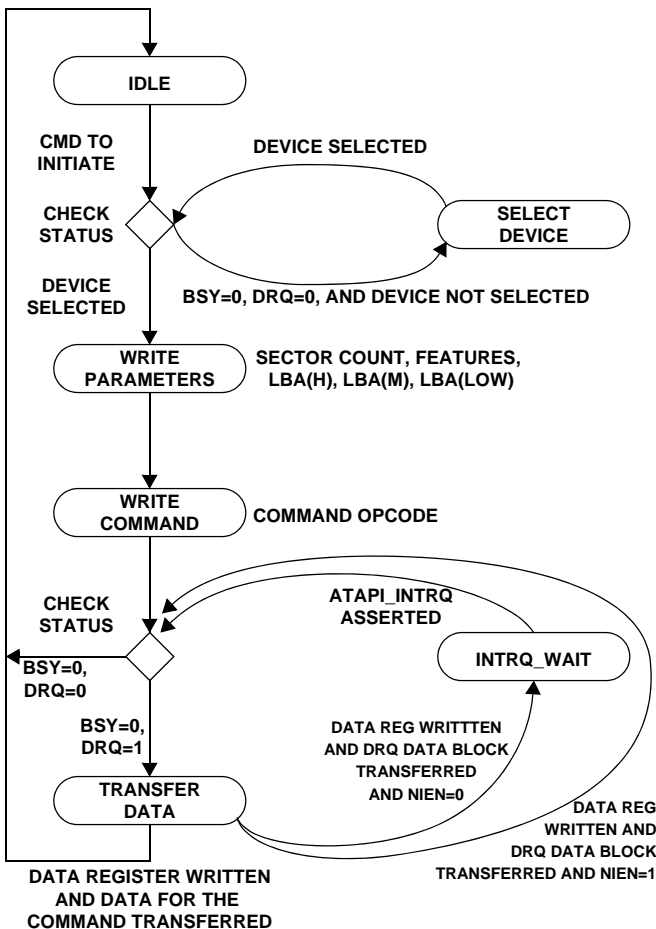 IDLE
CMD TO
INITIATE
DEVICE SELECTED
CHECK
STATUS
SELECT
DEVICE
DEVICE
SELECTED
BSY=0, DRQ=0, AND DEVICE NOT SELECTED
WRITE
PARAMETERS
SECTOR COUNT, FEATURES,
LBA(H), LBA(M), LBA(LOW)
WRITE
COMMAND
COMMAND OPCODE
CHECK
STATUS
ATAPI_INTRQ
ASSERTED
INTRQ_WAIT
BSY=0,
DRQ=0
BSY=0,
DRQ=1
DATA REG WRITTTEN
AND DRQ DATA BLOCK
TRANSFERRED
AND NIEN=0
TRANSFER
DATA
DATA REG
WRITTEN AND
DRQ DATA BLOCK
TRANSFERRED AND NIEN=1
DATA REGISTER WRITTEN
AND DATA FOR THE
COMMAND TRANSFERRED